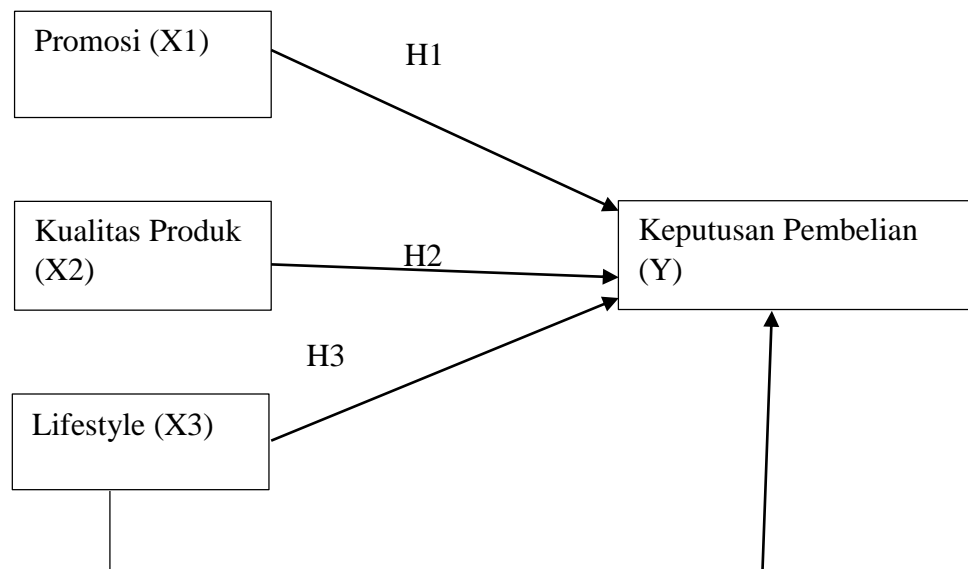 Promosi (X1)
H1
Kualitas Produk
(X2)
H2
Keputusan Pembelian
(Y)
H3
Lifestyle (X3)